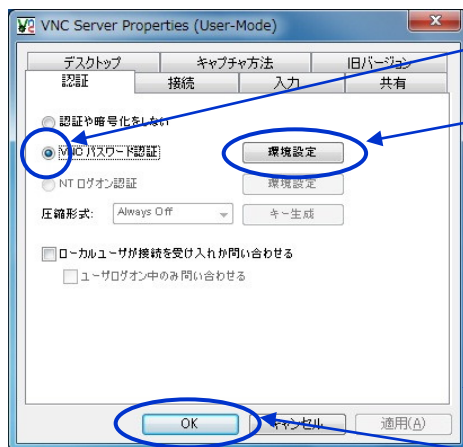 VNC Server Properties (User-Mode)
デスクトップ キャプチャ方法 旧バージョン
認証 接続 入力 共有
認証や暗号化をしない
VNC パスワード認証 環境設定
NT ログオン認証 環境設定
圧縮形式: Always Off キー生成
ローカルユーザが接続を受け入れか問い合わせる
ユーザログオン中のみ問い合わせる
OK キャンセル 適用(A)